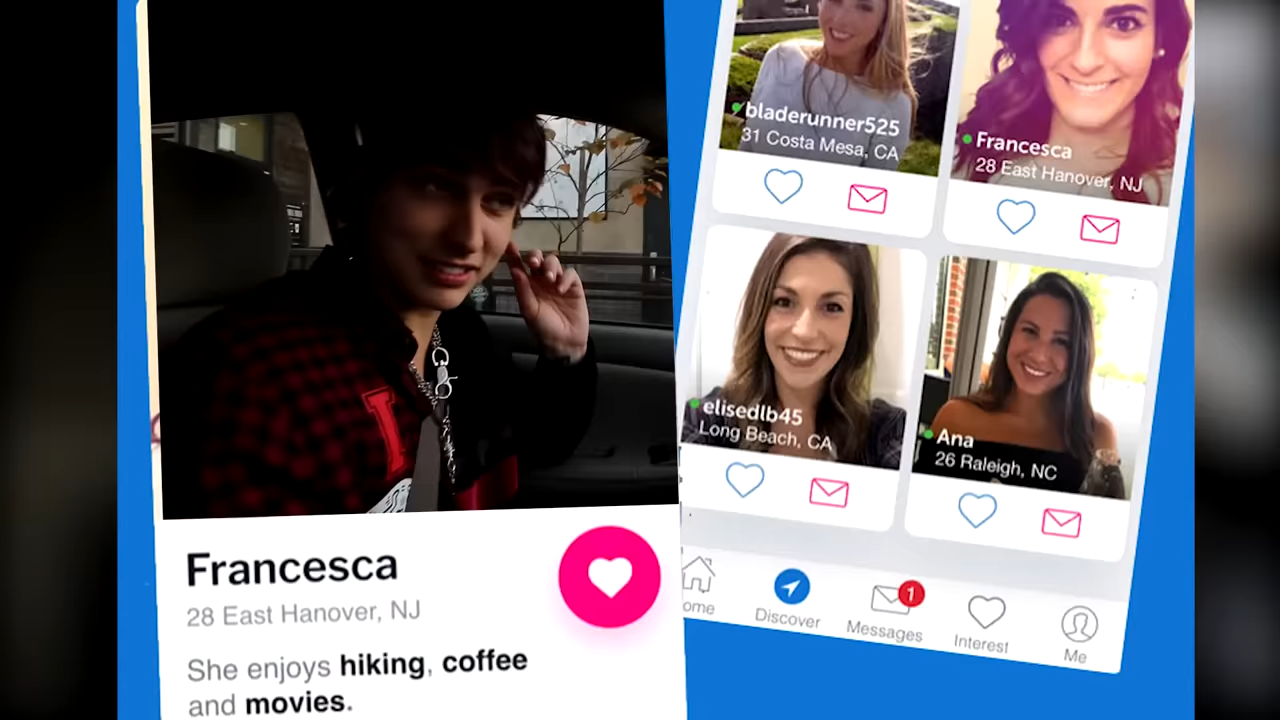 Francesca
28 East Hanover, NJ
She enjoys hiking, coffee
and movies.
bladerunner525
31 Costa Mesa, CA
Francesca
28 East Hanover, NJ
elisedlb45
Long Beach, CA
Ana
26 Raleigh, NC
ome
Discover
Messages
1
Interest
Me